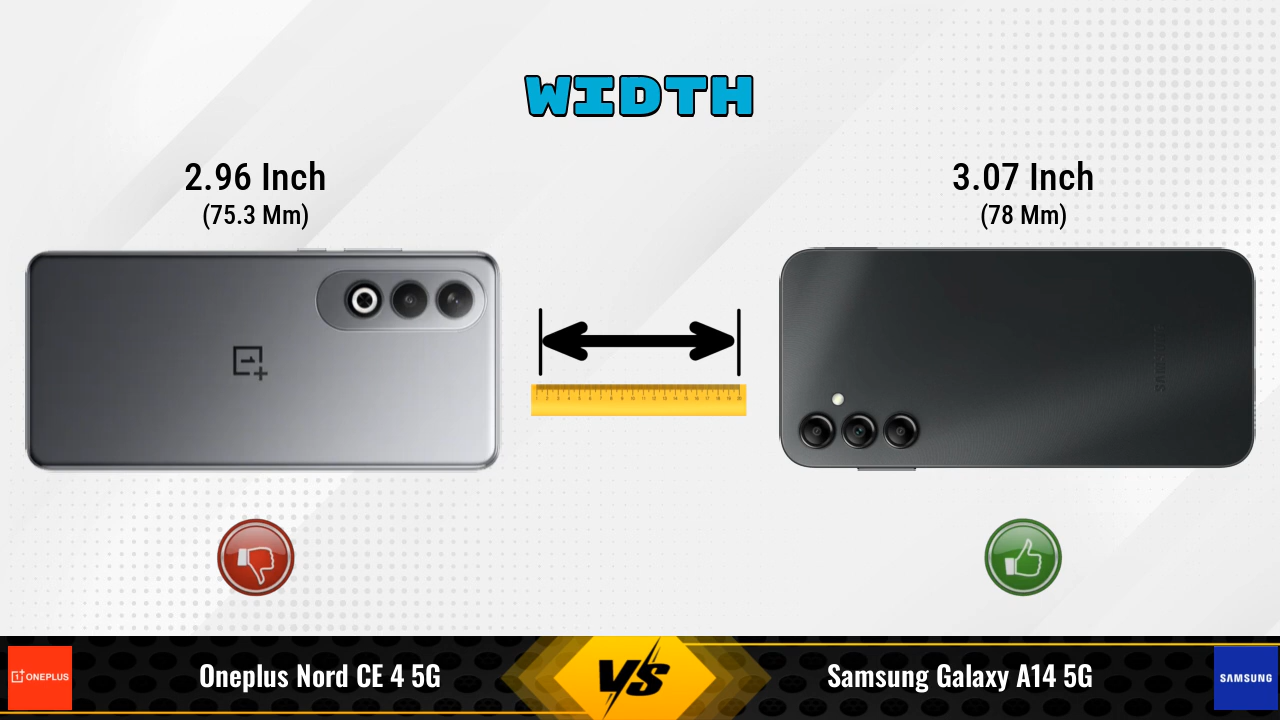 WIDTH
2.96 Inch
(75.3 Mm)
3.07 Inch
(78 Mm)
SAMSUNG
ONEPLUS
Oneplus Nord CE 4 5G
VS
Samsung Galaxy A14 5G
SAMSUNG